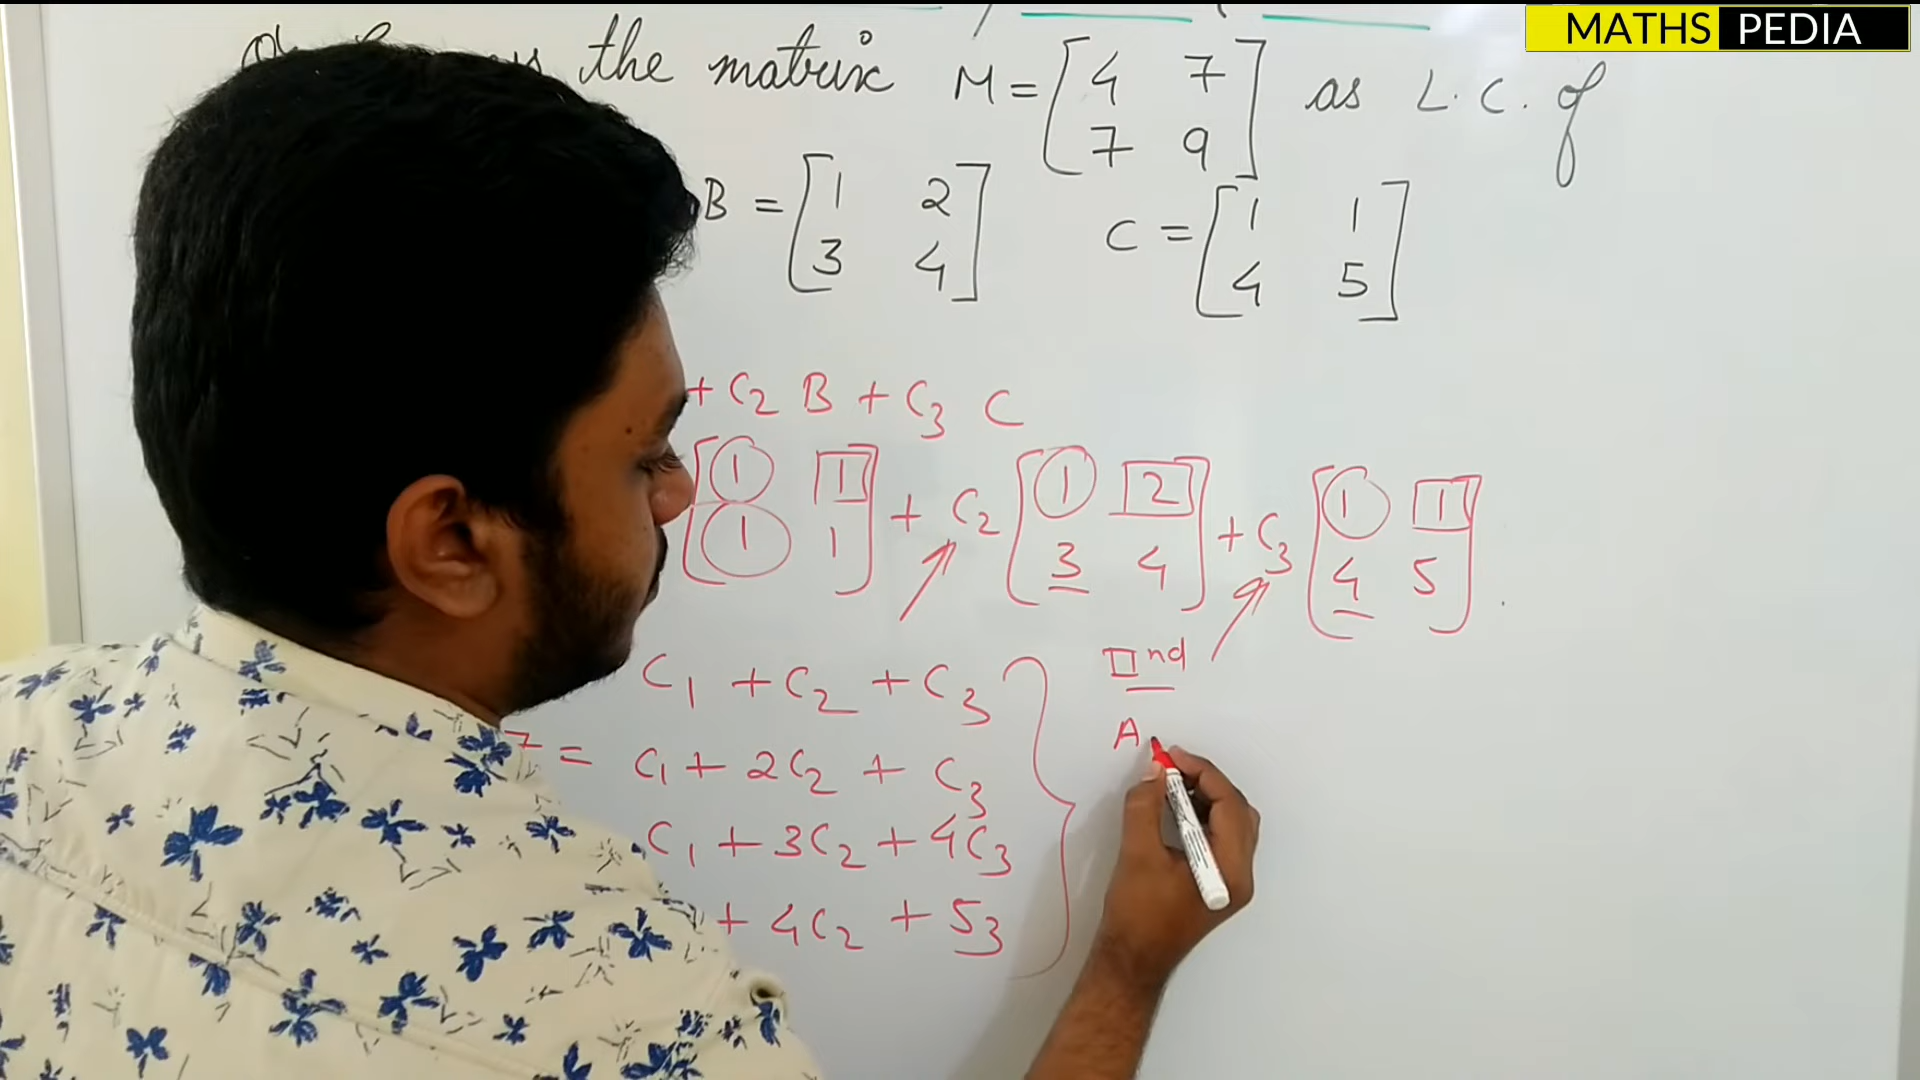 MATHS PEDIA
the matrix M = [4 7
7 9] as L.C. of
B = [1 2
3 4] C = [1 1
4 5]
+ C2 B + C3 C
[1 1
1 1] + C2 [1 2
3 4] + C3 [1 1
4 5]
C1 + C2 + C3
7 = C1 + 2C2 + C3
C1 + 3C2 + 4C3
+ 4C2 + 53
IInd
A